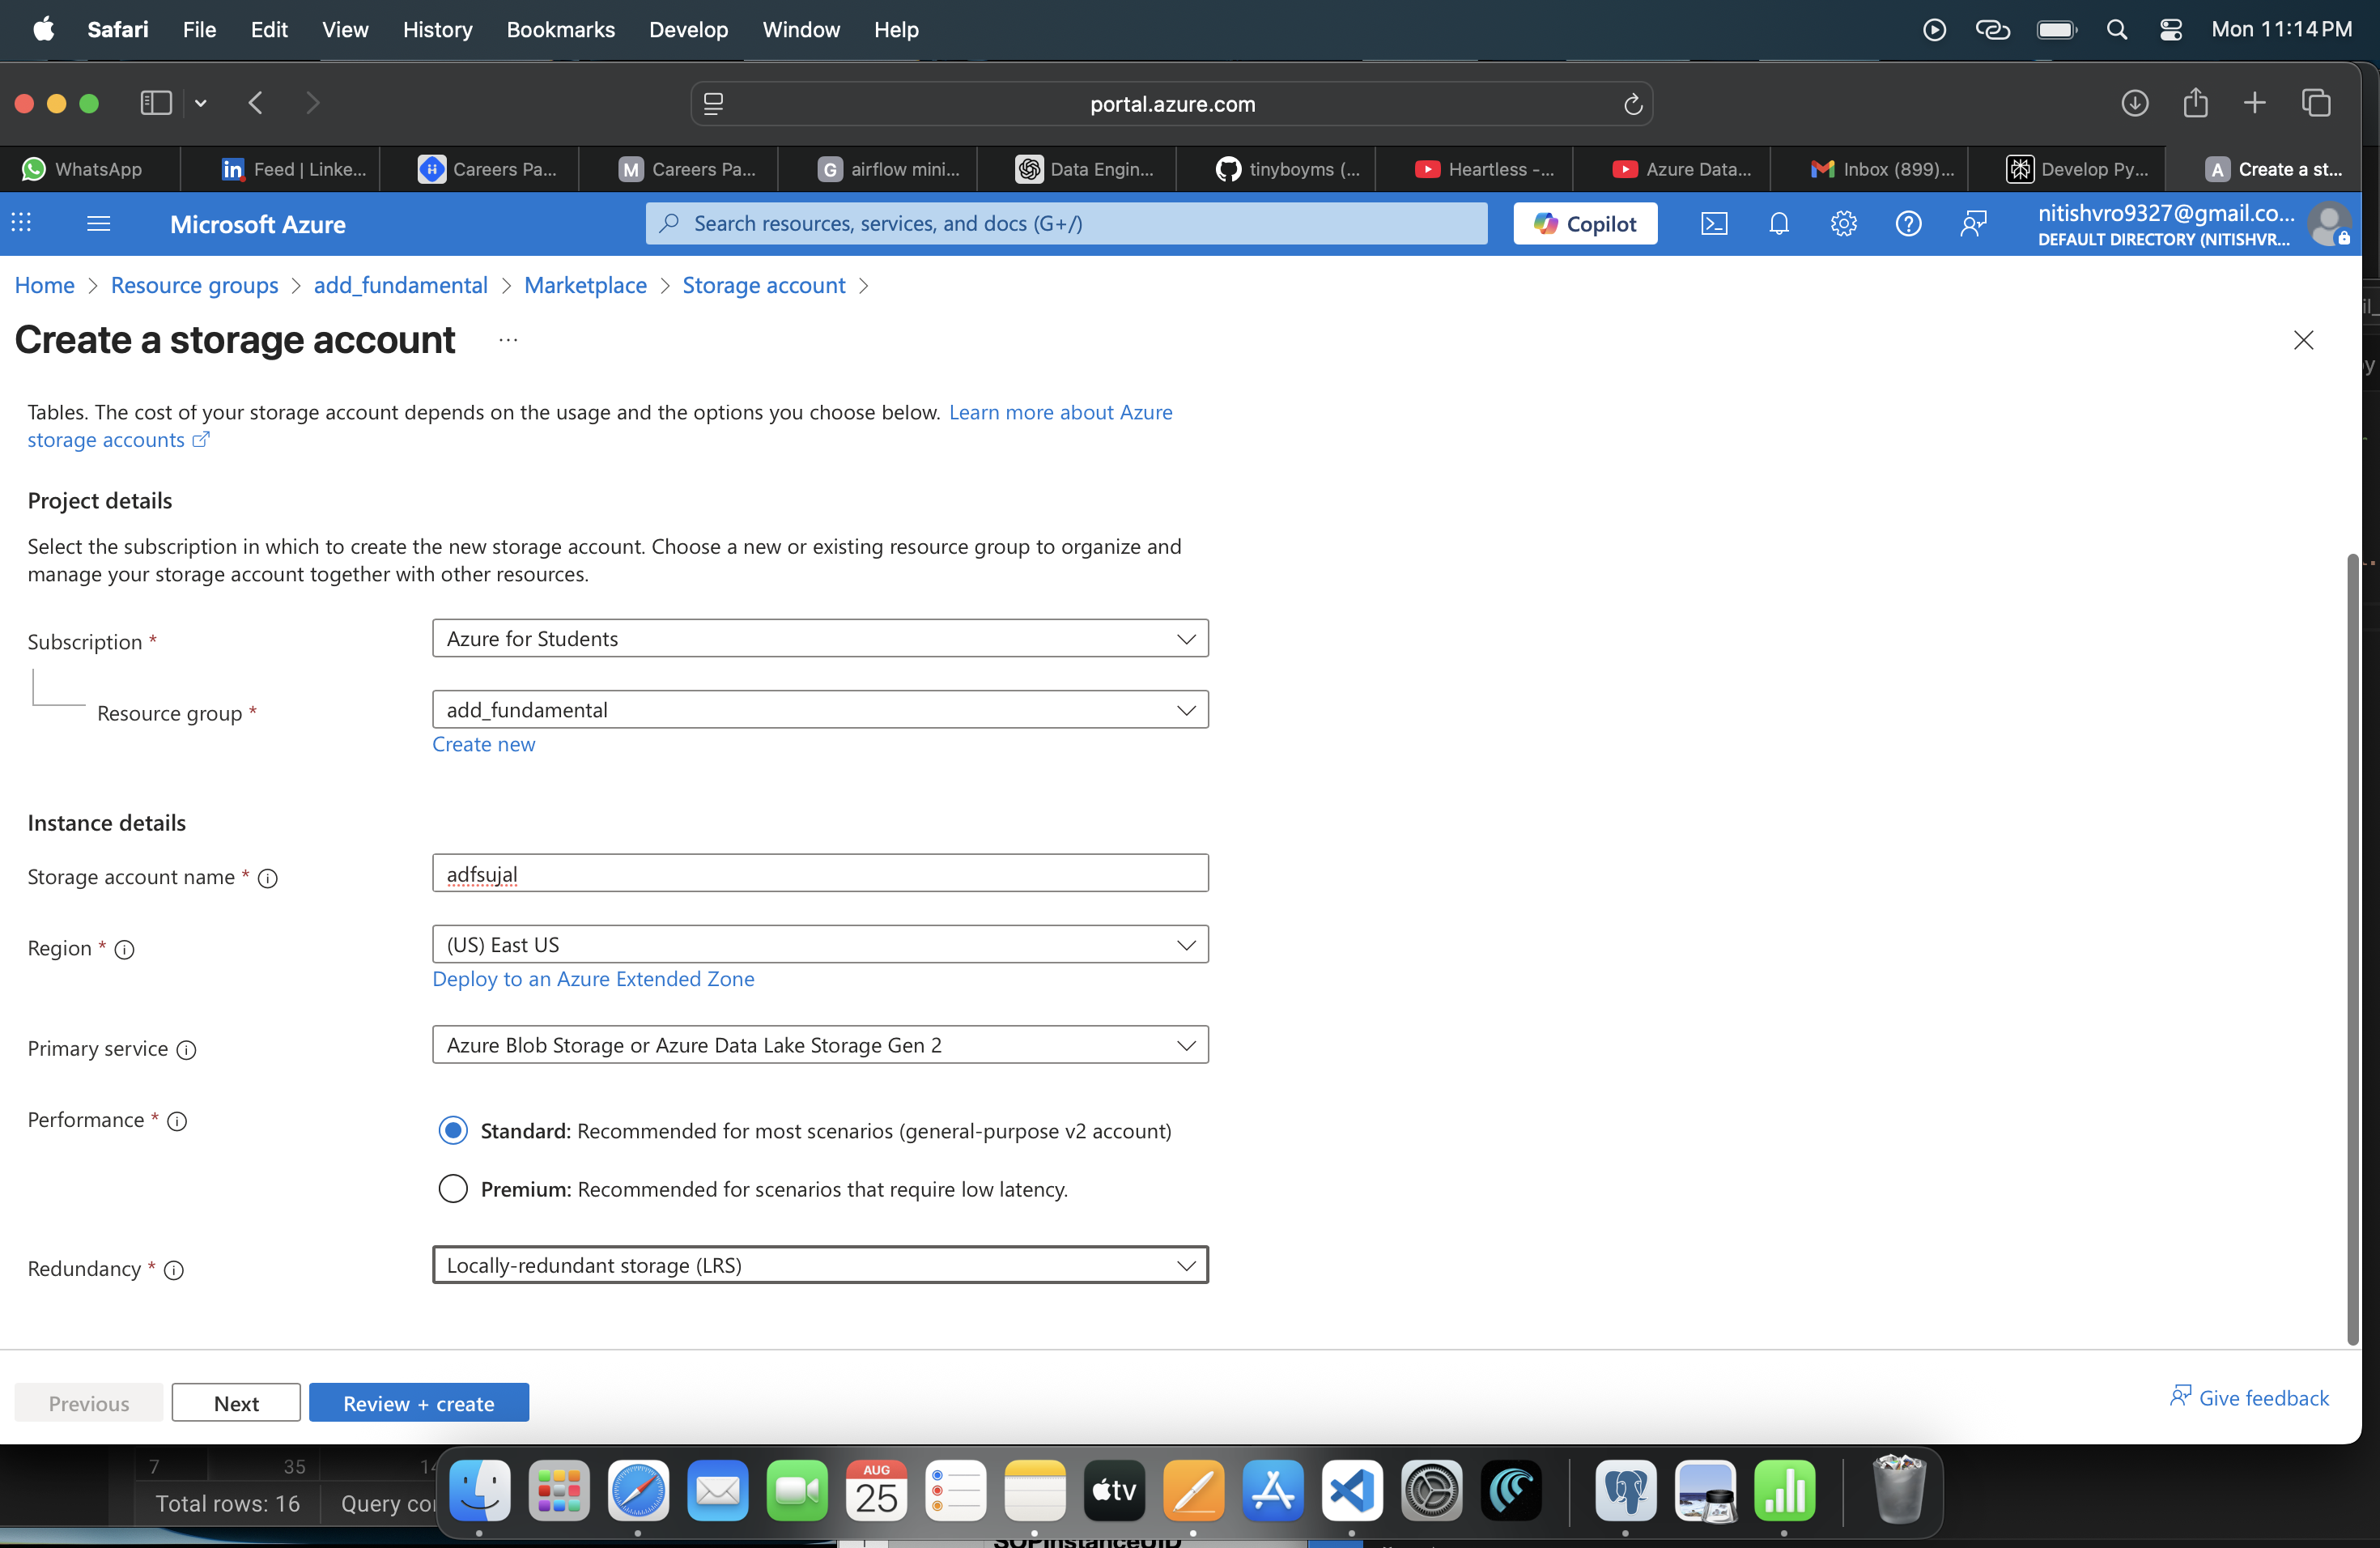 Safari File Edit View History Bookmarks Develop Window Help Mon 11:14 PM
portal.azure.com
WhatsApp Feed | Linke... Careers Pa... M Careers Pa... G airflow mini... Data Engin... tinyboyms (... Heartless -... Azure Data... Inbox (899)... Develop Py... A Create a st...
Microsoft Azure Search resources, services, and docs (G+/) Copilot nitishvro9327@gmail.co...
DEFAULT DIRECTORY (NITISHVR...
Home > Resource groups > add_fundamental > Marketplace > Storage account >
Create a storage account ...
Tables. The cost of your storage account depends on the usage and the options you choose below. Learn more about Azure
storage accounts
Project details
Select the subscription in which to create the new storage account. Choose a new or existing resource group to organize and
manage your storage account together with other resources.
Subscription * Azure for Students
Resource group * add_fundamental
Create new
Instance details
Storage account name * adfsujal
Region * (US) East US
Deploy to an Azure Extended Zone
Primary service Azure Blob Storage or Azure Data Lake Storage Gen 2
Performance * Standard: Recommended for most scenarios (general-purpose v2 account)
Premium: Recommended for scenarios that require low latency.
Redundancy * Locally-redundant storage (LRS)
Previous Next Review + create Give feedback
7 35
Total rows: 16 Query
AUG
25
tv
SOPInstanceUID